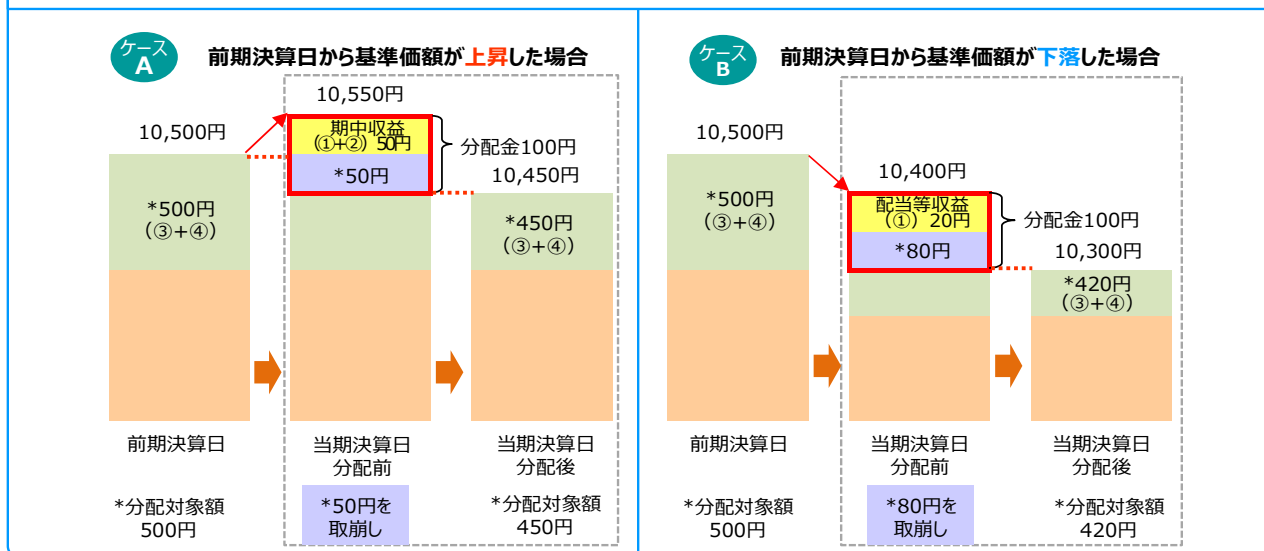 ケース
A
前期決算日から基準価額が上昇した場合
10,550円
10,500円
期中収益
(①+②) 50円
*50円
分配金100円
10,450円
*500円
(③+④)
*450円
(③+④)
前期決算日
当期決算日
分配前
当期決算日
分配後
*分配対象額
500円
*50円を
取崩し
*分配対象額
450円
ケース
B
前期決算日から基準価額が下落した場合
10,500円
10,400円
配当等収益
(①) 20円
*80円
分配金100円
10,300円
*500円
(③+④)
*420円
(③+④)
前期決算日
当期決算日
分配前
当期決算日
分配後
*分配対象額
500円
*80円を
取崩し
*分配対象額
420円